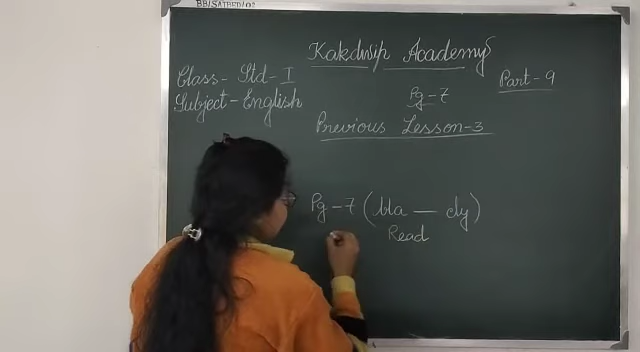 BB/SATBED/02
Kakdwip Academy
Class - Std - I
Part - 9
Subject - English
Pg - 7
Previous Lesson - 3
Pg - 7 (bla — cly)
Read